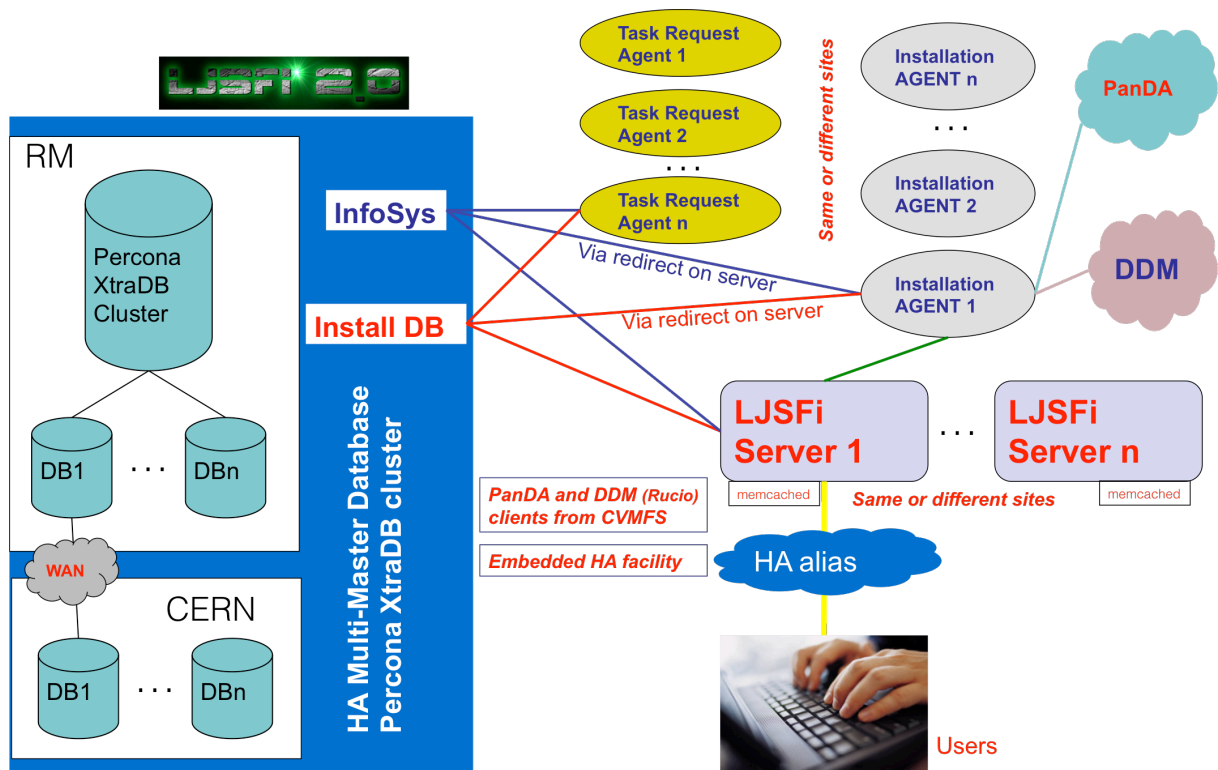 LJSFi 2.0
RM
Percona
XtraDB
Cluster
DB1
. . .
DBn
WAN
CERN
DB1
. . .
DBn
HA Multi-Master Database
Percona XtraDB cluster
InfoSys
Install DB
Task Request
Agent 1
Task Request
Agent 2
. . .
Task Request
Agent n
Same or different sites
Installation
AGENT n
. . .
Installation
AGENT 2
Installation
AGENT 1
PanDA
DDM
Via redirect on server
Via redirect on server
LJSFi
Server 1
memcached
. . .
LJSFi
Server n
memcached
Same or different sites
PanDA and DDM (Rucio)
clients from CVMFS
Embedded HA facility
HA alias
Users